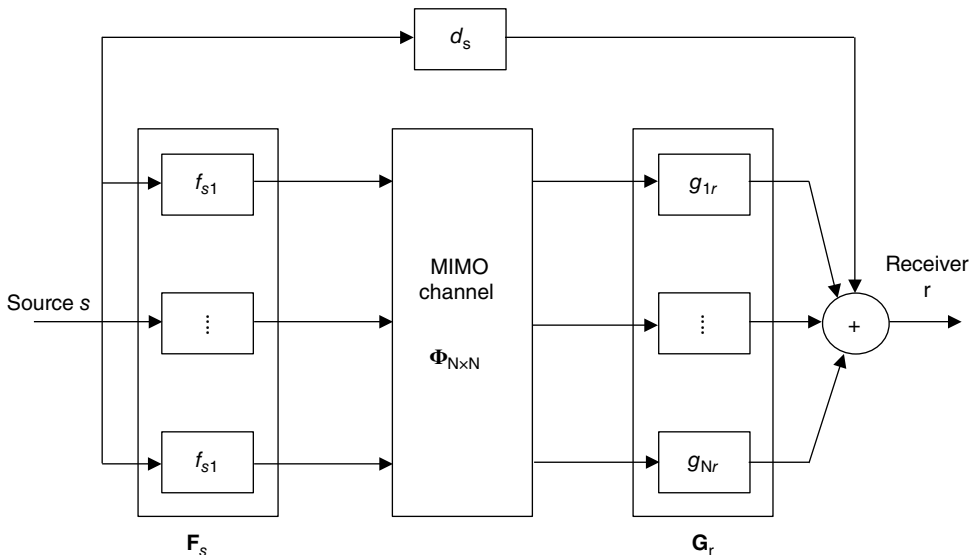 d_s
f_s1
g_1r
MIMO
channel
Φ_N×N
Source s
⋮
⋮
Receiver
r
+
f_s1
g_Nr
F_s
G_r